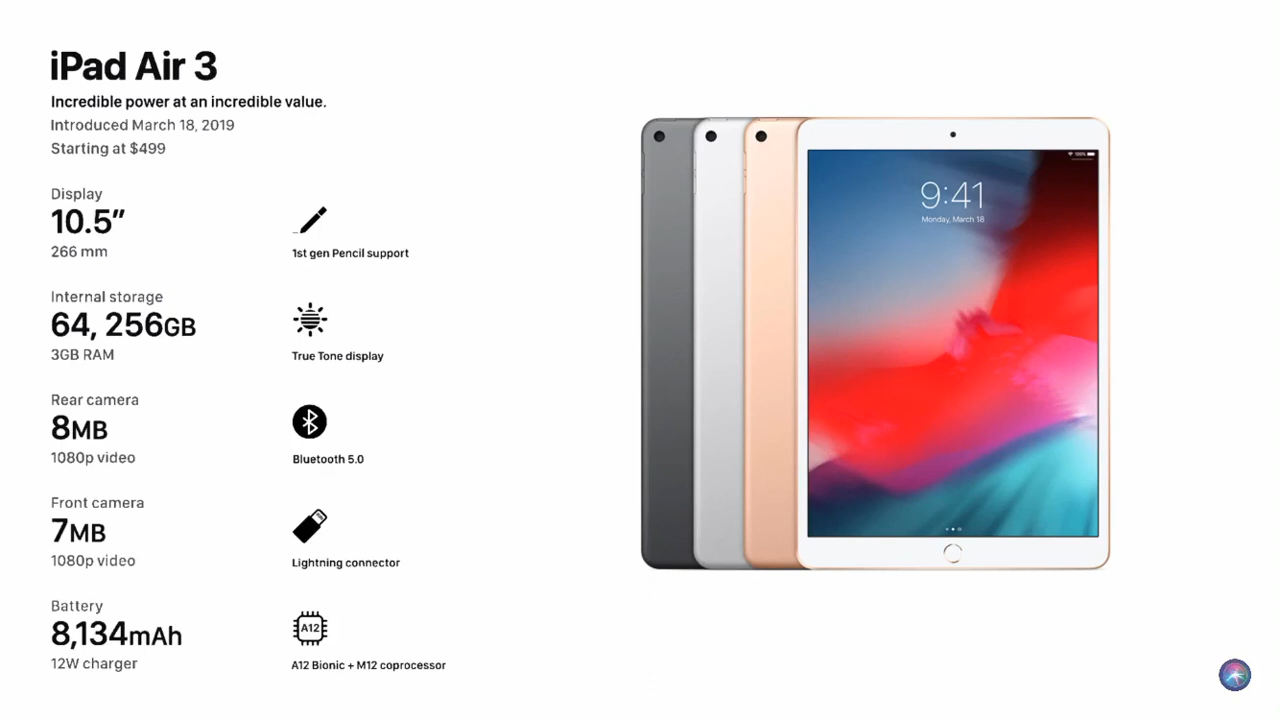 iPad Air 3
Incredible power at an incredible value.
Introduced March 18, 2019
Starting at $499
Display
10.5”
266 mm
1st gen Pencil support
Internal storage
64, 256GB
3GB RAM
True Tone display
Rear camera
8MB
1080p video
Bluetooth 5.0
Front camera
7MB
1080p video
Lightning connector
Battery
8,134mAh
12W charger
A12
A12 Bionic + M12 coprocessor
100%
9:41
Monday, March 18